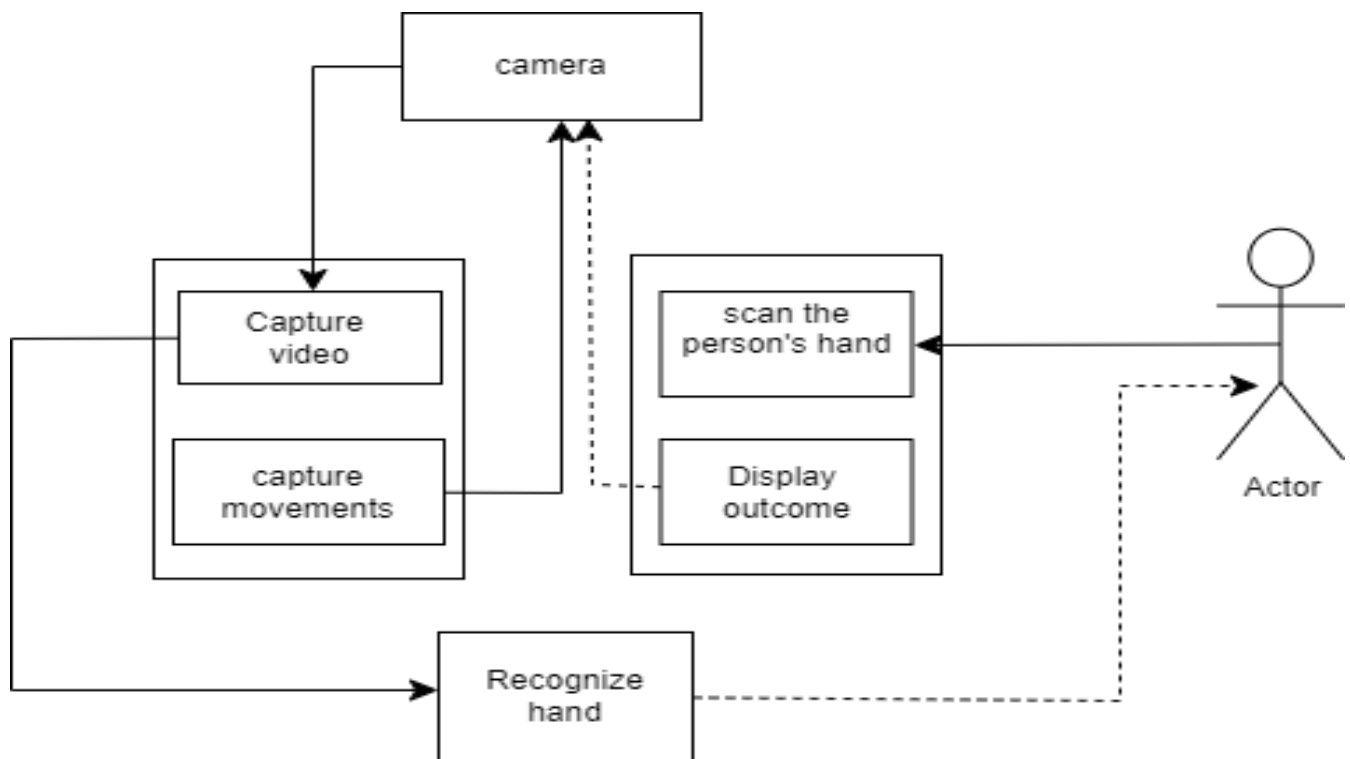 camera
Capture
video
capture
movements
scan the
person's hand
Display
outcome
Actor
Recognize
hand